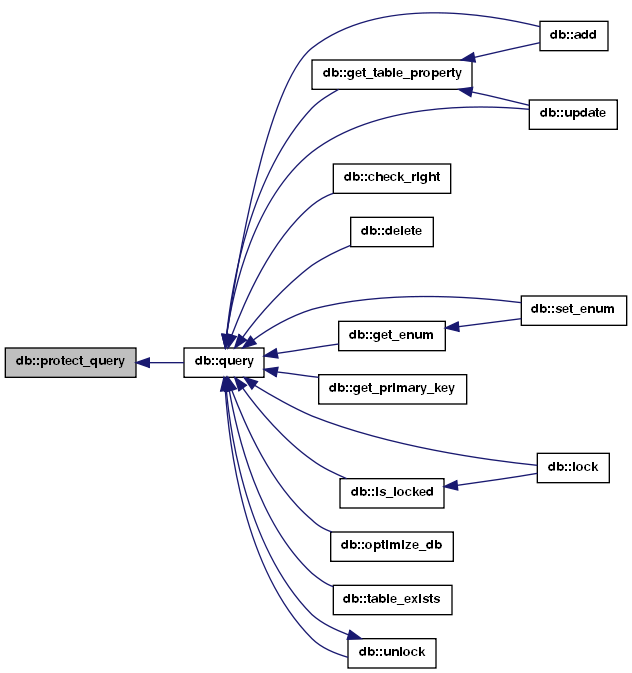 db::add
db::get_table_property
db::update
db::check_right
db::delete
db::set_enum
db::get_enum
db::protect_query
db::query
db::get_primary_key
db::lock
db::is_locked
db::optimize_db
db::table_exists
db::unlock